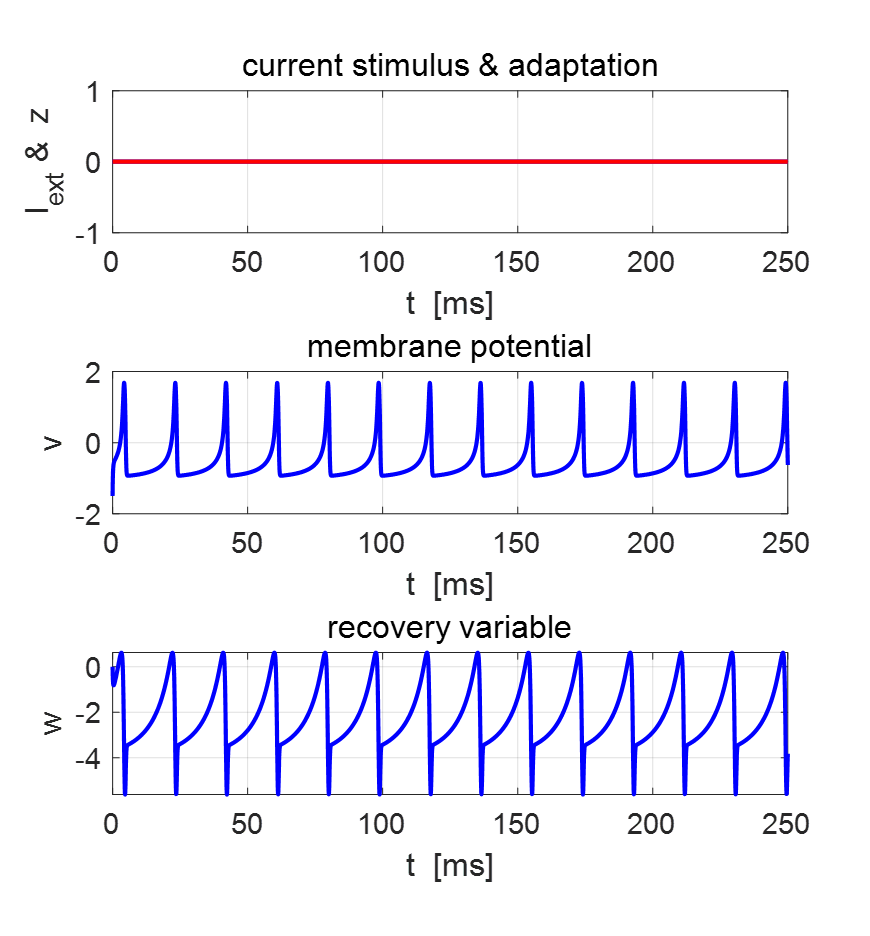 current stimulus & adaptation
I_ext & z
1
0
-1
0 50 100 150 200 250
t [ms]
membrane potential
v
2
0
-2
0 50 100 150 200 250
t [ms]
recovery variable
w
0
-2
-4
0 50 100 150 200 250
t [ms]